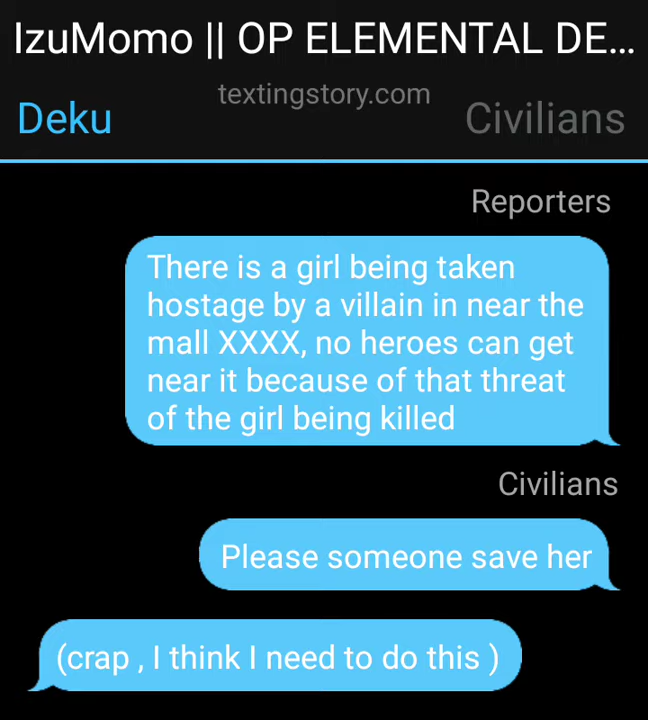 IzuMomo || OP ELEMENTAL DE...
textingstory.com
Deku
Civilians
Reporters
There is a girl being taken
hostage by a villain in near the
mall XXXX, no heroes can get
near it because of that threat
of the girl being killed
Civilians
Please someone save her
(crap , I think I need to do this )